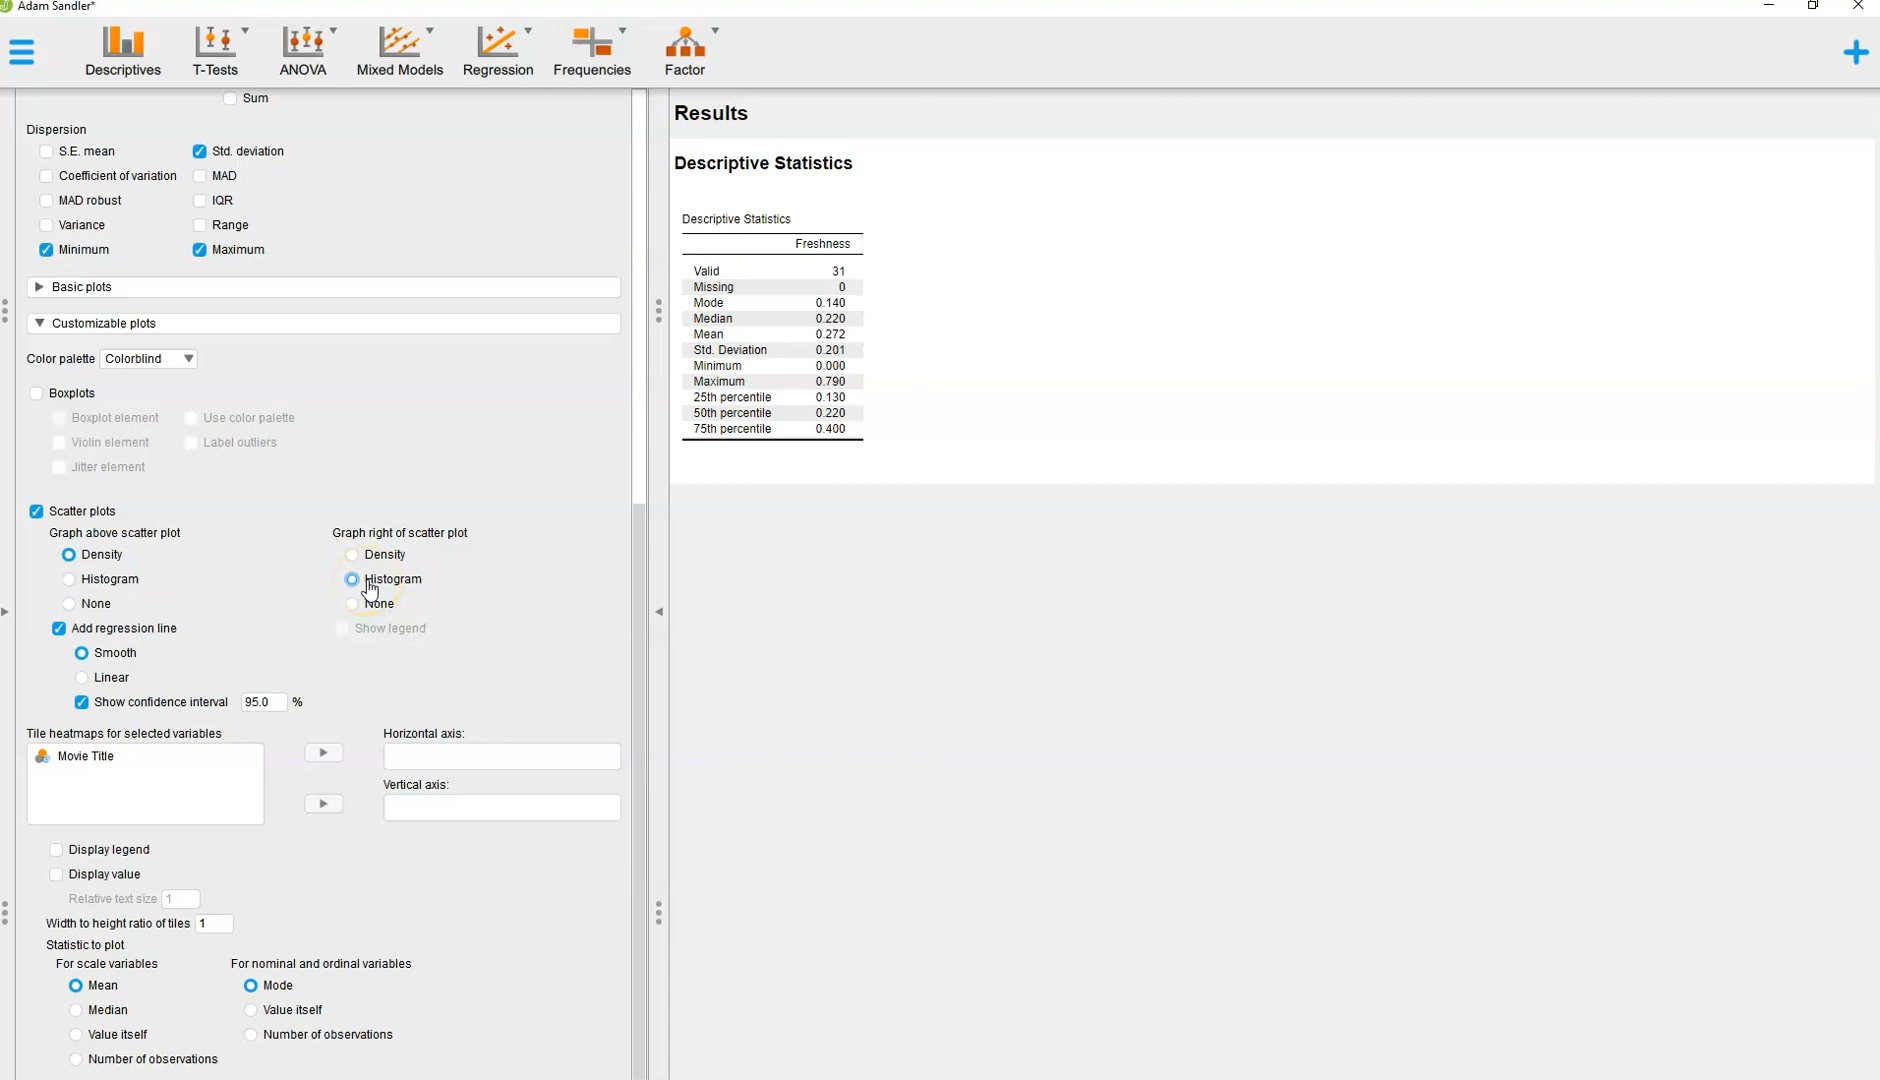 Adam Sandler*
Descriptives T-Tests ANOVA Mixed Models Regression Frequencies Factor
Sum
Dispersion
S.E. mean Std. deviation
Coefficient of variation MAD
MAD robust IQR
Variance Range
Minimum Maximum
Basic plots
Customizable plots
Color palette Colorblind
Boxplots
Boxplot element Use color palette
Violin element Label outliers
Jitter element
Scatter plots
Graph above scatter plot Graph right of scatter plot
Density Density
Histogram Histogram
None None
Add regression line Show legend
Smooth
Linear
Show confidence interval 95.0 %
Tile heatmaps for selected variables Horizontal axis:
Movie Title
Vertical axis:
Display legend
Display value
Relative text size 1
Width to height ratio of tiles 1
Statistic to plot
For scale variables For nominal and ordinal variables
Mean Mode
Median Value itself
Value itself Number of observations
Number of observations
Results
Descriptive Statistics
Descriptive Statistics
Freshness
Valid 31
Missing 0
Mode 0.140
Median 0.220
Mean 0.272
Std. Deviation 0.201
Minimum 0.000
Maximum 0.790
25th percentile 0.130
50th percentile 0.220
75th percentile 0.400